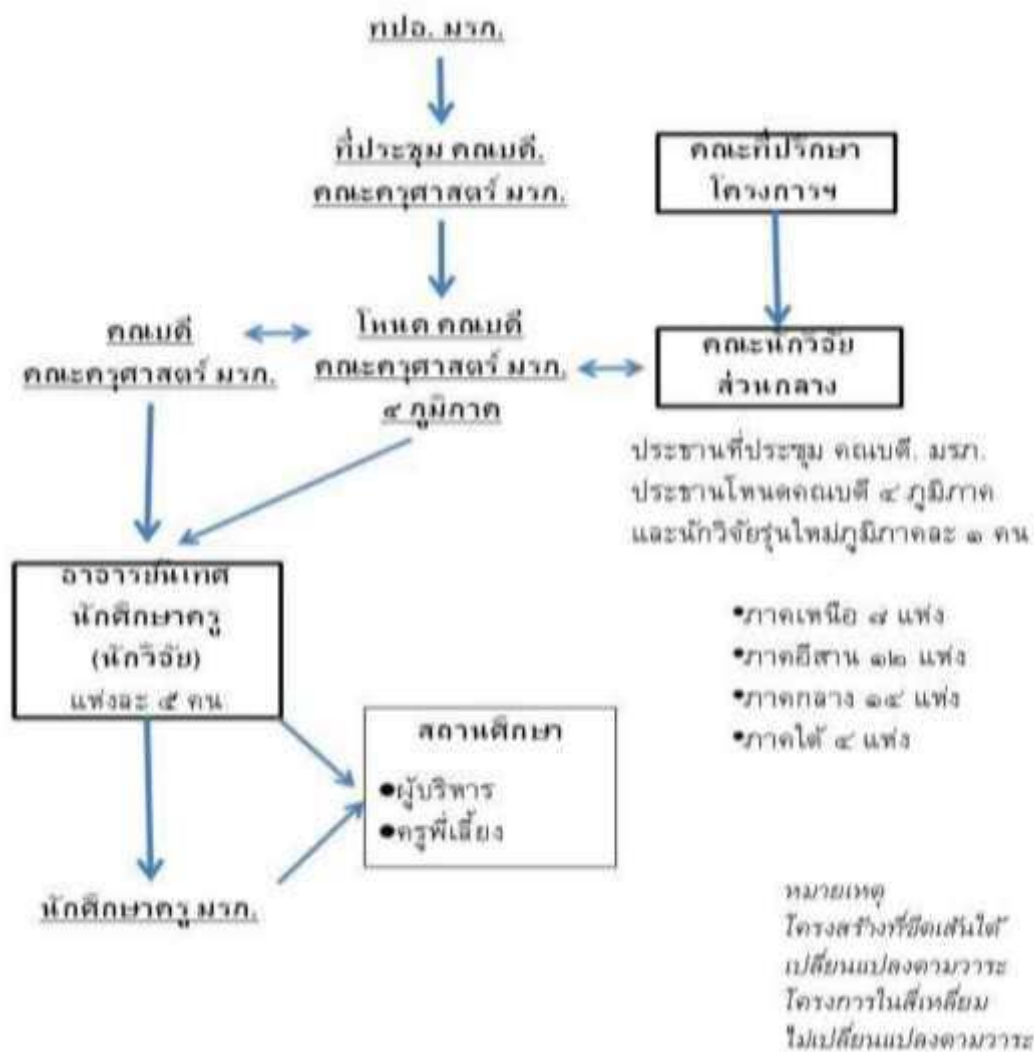 ทปอ. มรภ.
ที่ประชุม คณบดี.
คณะครุศาสตร์ มรภ.
คณะที่ปรึกษา
โครงการฯ
คณบดี
คณะครุศาสตร์ มรภ.
โหนด คณบดี
คณะครุศาสตร์ มรภ.
๔ ภูมิภาค
คณะนักวิจัย
ส่วนกลาง
ประธานที่ประชุม คณบดี. มรภ.
ประธานโหนดคณบดี ๔ ภูมิภาค
และนักวิจัยรุ่นใหม่ภูมิภาคละ ๑ คน
อาจารย์นิเทศ
นักศึกษาครู
(นักวิจัย)
แห่งละ ๕ คน
•ภาคเหนือ ๘ แห่ง
•ภาคอีสาน ๑๒ แห่ง
•ภาคกลาง ๑๔ แห่ง
•ภาคใต้ ๔ แห่ง
สถานศึกษา
●ผู้บริหาร
●ครูพี่เลี้ยง
นักศึกษาครู มรภ.
หมายเหตุ
โครงสร้างที่ขีดเส้นใต้
เปลี่ยนแปลงตามวาระ
โครงการในสี่เหลี่ยม
ไม่เปลี่ยนแปลงตามวาระ